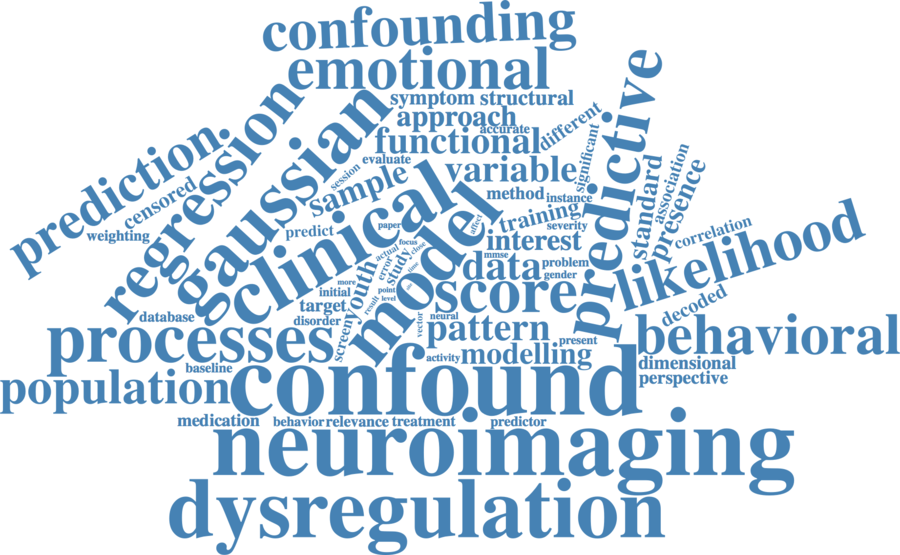 confounding
emotional
symptom structural
approach
accurate
functional
different
predictive
prediction
regression
gaussian
censored
weighting
evaluate
session
sample
variable
significant
method
instance
standard
association
presence
correlation
clinical
model
predict
paper
affect
training
severity
interest
mmse
data
problem
gender
score
likelihood
decoded
focus
close
actual
error
study
time
youth
more
initial
point
level
result
target
disorder
screen
vector
neural
pattern
present
database
processes
baseline
population
activity
modelling
behavioral
dimensional
perspective
confound
medication
behavior
relevance
treatment
predictor
neuroimaging
dysregulation